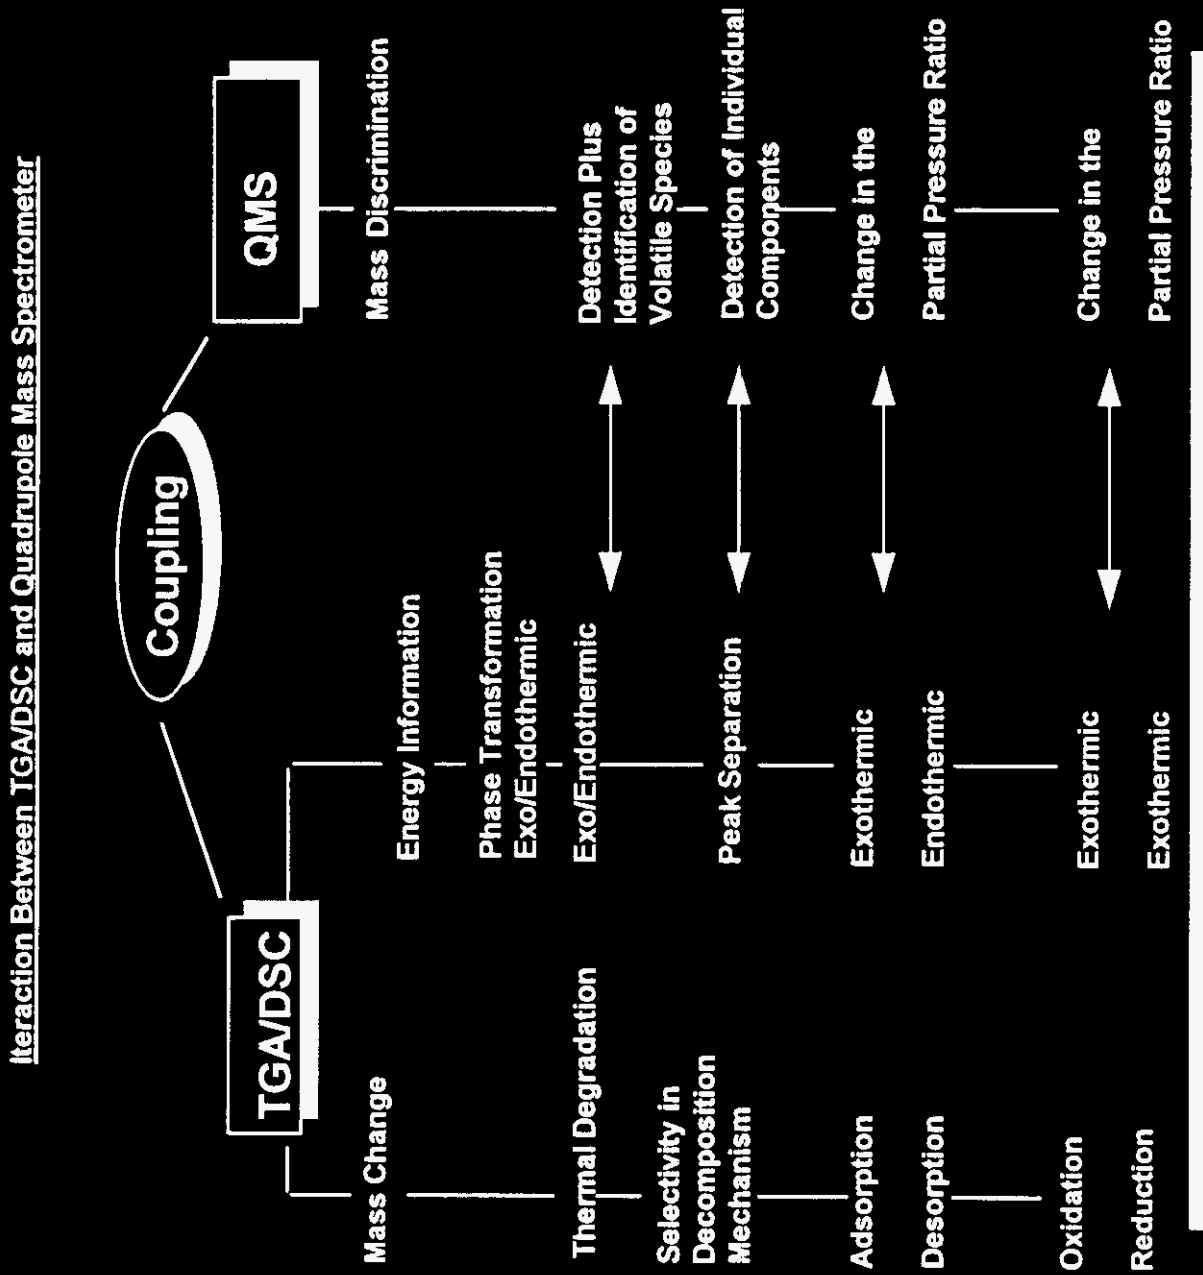 Iteraction Between TGA/DSC and Quadrupole Mass Spectrometer
Coupling
TGA/DSC
QMS
Mass Change
Energy Information
Mass Discrimination
Phase Transformation
Exo/Endothermic
Thermal Degradation
Exo/Endothermic
Detection Plus
Identification of
Volatile Species
Selectivity in
Decomposition
Mechanism
Peak Separation
Detection of Individual
Components
Adsorption
Exothermic
Change in the
Desorption
Endothermic
Partial Pressure Ratio
Oxidation
Exothermic
Change in the
Reduction
Exothermic
Partial Pressure Ratio